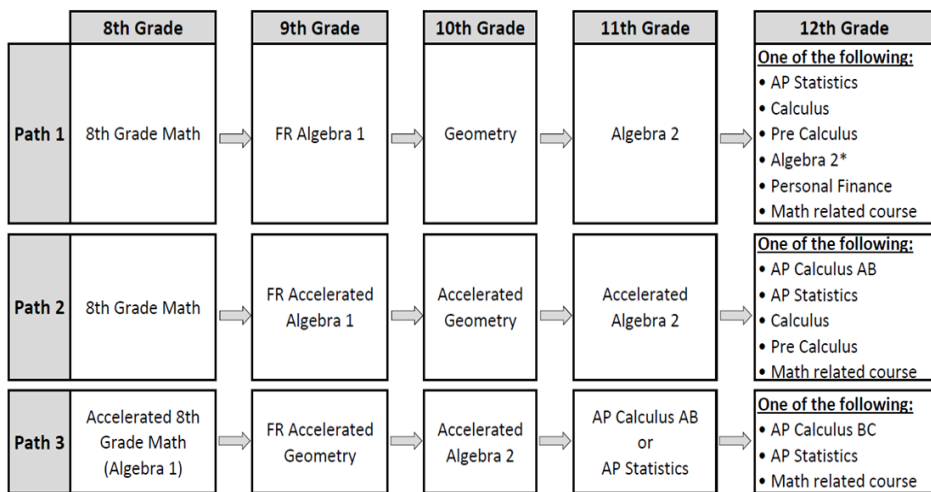 8th Grade
9th Grade
10th Grade
11th Grade
12th Grade
Path 1
8th Grade Math
FR Algebra 1
Geometry
Algebra 2
One of the following:
• AP Statistics
• Calculus
• Pre Calculus
• Algebra 2*
• Personal Finance
• Math related course
Path 2
8th Grade Math
FR Accelerated
Algebra 1
Accelerated
Geometry
Accelerated
Algebra 2
One of the following:
• AP Calculus AB
• AP Statistics
• Calculus
• Pre Calculus
• Math related course
Path 3
Accelerated 8th
Grade Math
(Algebra 1)
FR Accelerated
Geometry
Accelerated
Algebra 2
AP Calculus AB
or
AP Statistics
One of the following:
• AP Calculus BC
• AP Statistics
• Math related course